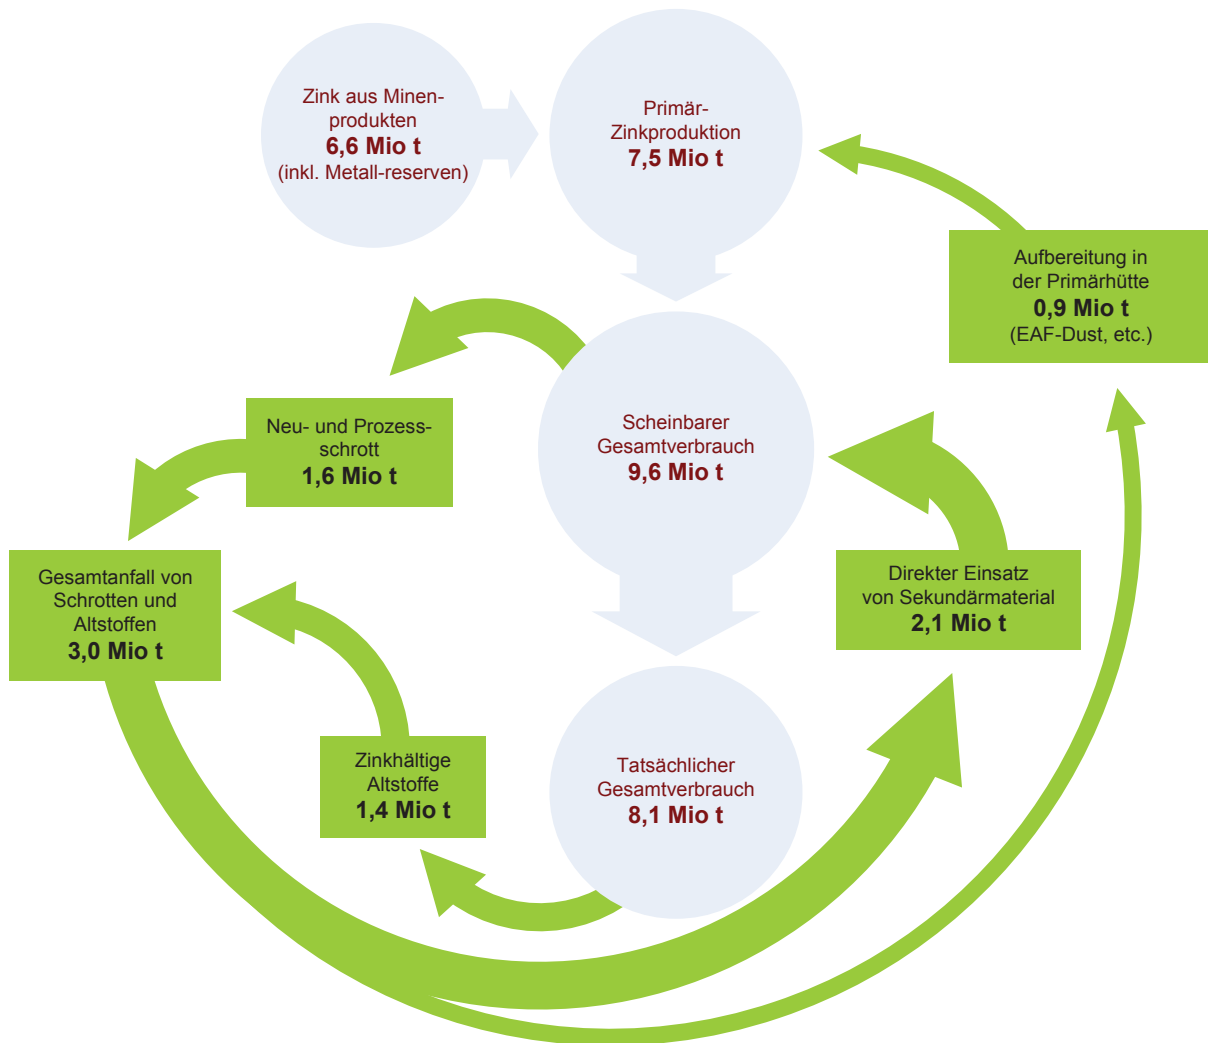 Zink aus Minen-
produkten
6,6 Mio t
(inkl. Metall-reserven)
Primär-
Zinkproduktion
7,5 Mio t
Aufbereitung in
der Primärhütte
0,9 Mio t
(EAF-Dust, etc.)
Neu- und Prozess-
schrott
1,6 Mio t
Scheinbarer
Gesamtverbrauch
9,6 Mio t
Gesamtanfall von
Schrotten und
Altstoffen
3,0 Mio t
Direkter Einsatz
von Sekundärmaterial
2,1 Mio t
Zinkhältige
Altstoffe
1,4 Mio t
Tatsächlicher
Gesamtverbrauch
8,1 Mio t